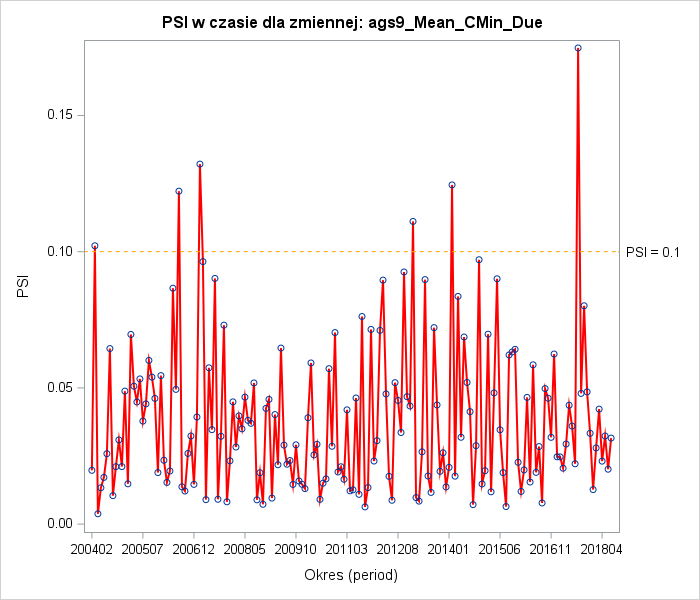 PSI w czasie dla zmiennej: ags9_Mean_CMin_Due
0.15
0.10
0.05
0.00
PSI
PSI = 0.1
200402 200507 200612 200805 200910 201103 201208 201401 201506 201611 201804
Okres (period)